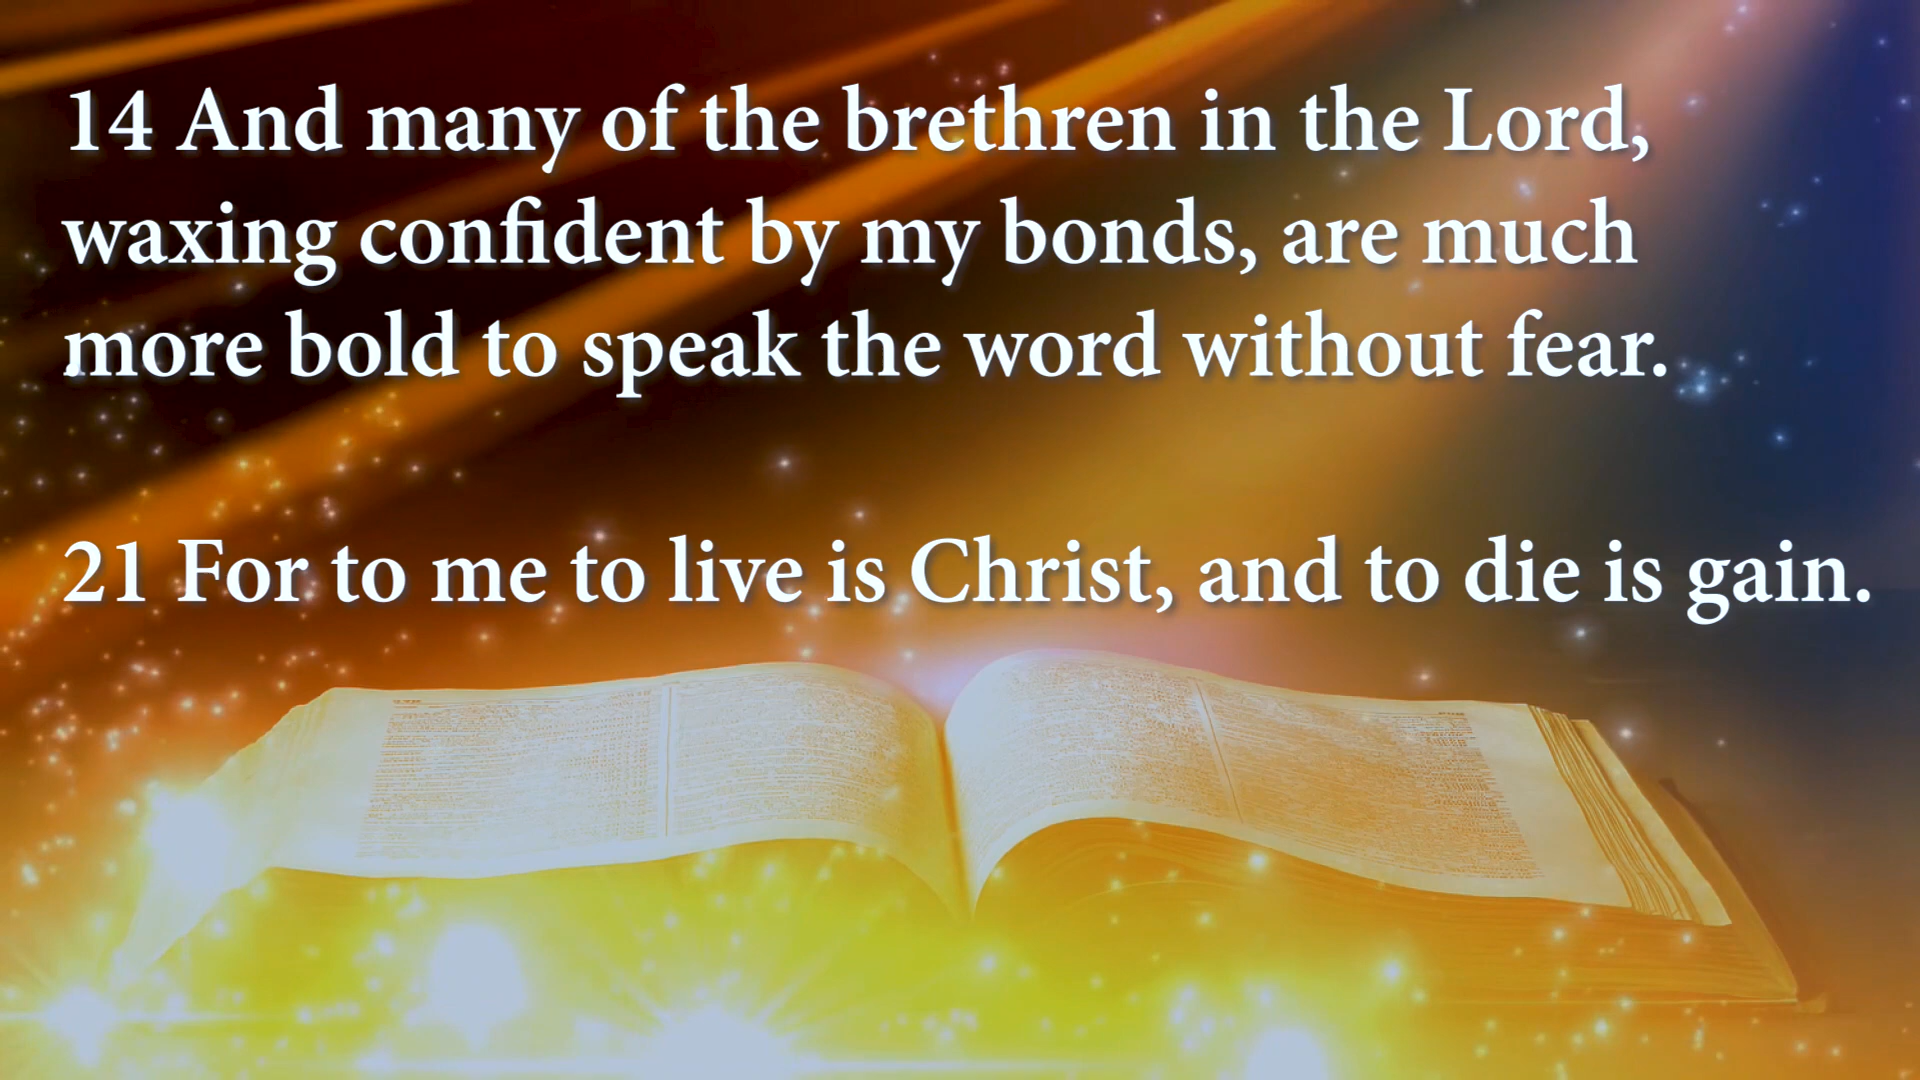 14 And many of the brethren in the Lord,
waxing confident by my bonds, are much
more bold to speak the word without fear.
21 For to me to live is Christ, and to die is gain.